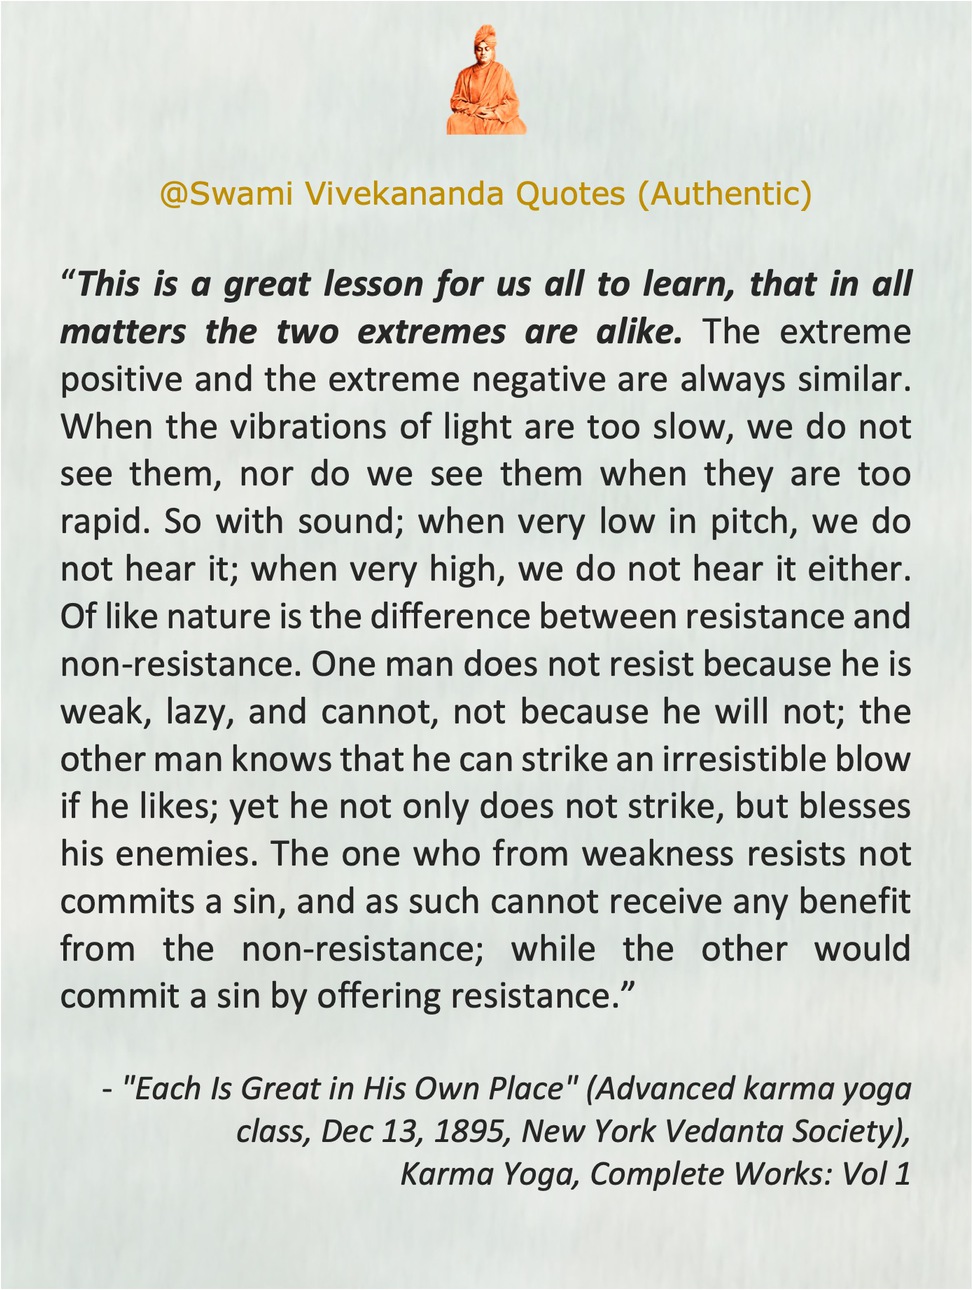 @Swami Vivekananda Quotes (Authentic)
“This is a great lesson for us all to learn, that in all
matters the two extremes are alike. The extreme
positive and the extreme negative are always similar.
When the vibrations of light are too slow, we do not
see them, nor do we see them when they are too
rapid. So with sound; when very low in pitch, we do
not hear it; when very high, we do not hear it either.
Of like nature is the difference between resistance and
non-resistance. One man does not resist because he is
weak, lazy, and cannot, not because he will not; the
other man knows that he can strike an irresistible blow
if he likes; yet he not only does not strike, but blesses
his enemies. The one who from weakness resists not
commits a sin, and as such cannot receive any benefit
from the non-resistance; while the other would
commit a sin by offering resistance.”
- "Each Is Great in His Own Place" (Advanced karma yoga
class, Dec 13, 1895, New York Vedanta Society),
Karma Yoga, Complete Works: Vol 1